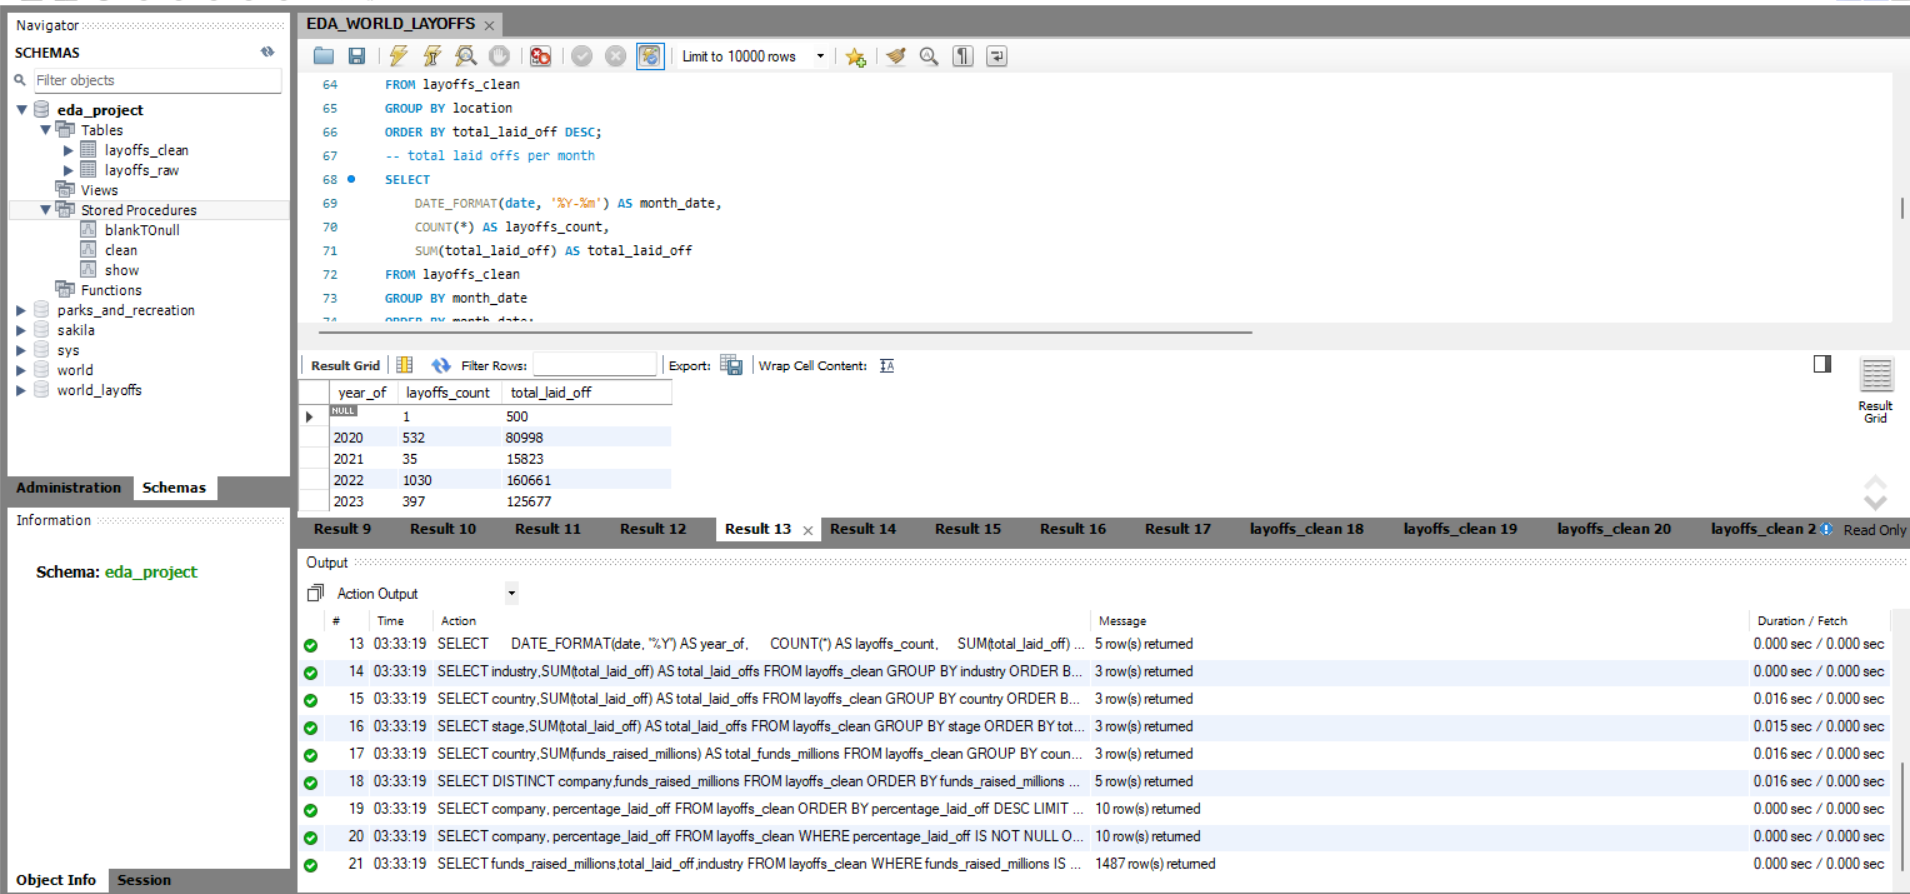 Navigator
SCHEMAS
Filter objects
eda_project
Tables
layoffs_clean
layoffs_raw
Views
Stored Procedures
blankTOnull
clean
show
Functions
parks_and_recreation
sakila
sys
world
world_layoffs
Administration Schemas
Information
Schema: eda_project
Object Info Session
EDA_WORLD_LAYOFFS
Limit to 10000 rows
64 FROM layoffs_clean
65 GROUP BY location
66 ORDER BY total_laid_off DESC;
67 -- total laid offs per month
68 SELECT
69 DATE_FORMAT(date, '%Y-%m') AS month_date,
70 COUNT(*) AS layoffs_count,
71 SUM(total_laid_off) AS total_laid_off
72 FROM layoffs_clean
73 GROUP BY month_date
74 ORDER BY month_date;
Result Grid Filter Rows: Export: Wrap Cell Content: IA
Result Grid
year_of layoffs_count total_laid_off
NULL 1 500
2020 532 80998
2021 35 15823
2022 1030 160661
2023 397 125677
Result 9 Result 10 Result 11 Result 12 Result 13 Result 14 Result 15 Result 16 Result 17 layoffs_clean 18 layoffs_clean 19 layoffs_clean 20 layoffs_clean 2 Read Only
Output
Action Output
# Time Action Message Duration / Fetch
13 03:33:19 SELECT DATE_FORMAT(date, '%Y') AS year_of, COUNT(*) AS layoffs_count, SUM(total_laid_off) ... 5 row(s) returned 0.000 sec / 0.000 sec
14 03:33:19 SELECT industry,SUM(total_laid_off) AS total_laid_offs FROM layoffs_clean GROUP BY industry ORDER B... 3 row(s) returned 0.000 sec / 0.000 sec
15 03:33:19 SELECT country,SUM(total_laid_off) AS total_laid_offs FROM layoffs_clean GROUP BY country ORDER B... 3 row(s) returned 0.016 sec / 0.000 sec
16 03:33:19 SELECT stage,SUM(total_laid_off) AS total_laid_offs FROM layoffs_clean GROUP BY stage ORDER BY tot... 3 row(s) returned 0.015 sec / 0.000 sec
17 03:33:19 SELECT country,SUM(funds_raised_millions) AS total_funds_millions FROM layoffs_clean GROUP BY coun... 3 row(s) returned 0.016 sec / 0.000 sec
18 03:33:19 SELECT DISTINCT company,funds_raised_millions FROM layoffs_clean ORDER BY funds_raised_millions ... 5 row(s) returned 0.016 sec / 0.000 sec
19 03:33:19 SELECT company, percentage_laid_off FROM layoffs_clean ORDER BY percentage_laid_off DESC LIMIT ... 10 row(s) returned 0.000 sec / 0.000 sec
20 03:33:19 SELECT company, percentage_laid_off FROM layoffs_clean WHERE percentage_laid_off IS NOT NULL O... 10 row(s) returned 0.000 sec / 0.000 sec
21 03:33:19 SELECT funds_raised_millions,total_laid_off,industry FROM layoffs_clean WHERE funds_raised_millions IS ... 1487 row(s) returned 0.000 sec / 0.000 sec